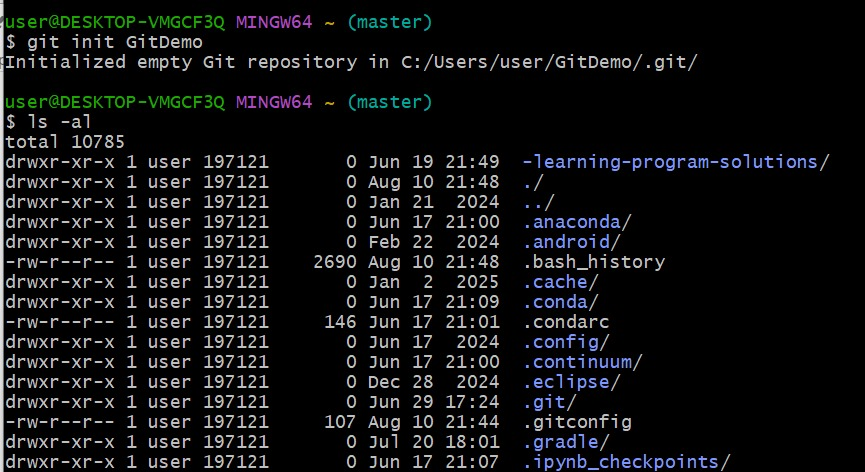 user@DESKTOP-VMGCF3Q MINGW64 ~ (master)
$ git init GitDemo
Initialized empty Git repository in C:/Users/user/GitDemo/.git/
user@DESKTOP-VMGCF3Q MINGW64 ~ (master)
$ ls -al
total 10785
drwxr-xr-x 1 user 197121       0 Jun 19 21:49  -learning-program-solutions/
drwxr-xr-x 1 user 197121       0 Aug 10 21:48  ./
drwxr-xr-x 1 user 197121       0 Jan 21  2024  ../
drwxr-xr-x 1 user 197121       0 Jun 17 21:00  .anaconda/
drwxr-xr-x 1 user 197121       0 Feb 22  2024  .android/
-rw-r--r-- 1 user 197121    2690 Aug 10 21:48  .bash_history
drwxr-xr-x 1 user 197121       0 Jan  2  2025  .cache/
drwxr-xr-x 1 user 197121       0 Jun 17 21:09  .conda/
-rw-r--r-- 1 user 197121     146 Jun 17 21:01  .condarc
drwxr-xr-x 1 user 197121       0 Jun 17  2024  .config/
drwxr-xr-x 1 user 197121       0 Jun 17 21:00  .continuum/
drwxr-xr-x 1 user 197121       0 Dec 28  2024  .eclipse/
drwxr-xr-x 1 user 197121       0 Jun 29 17:24  .git/
-rw-r--r-- 1 user 197121     107 Aug 10 21:44  .gitconfig
drwxr-xr-x 1 user 197121       0 Jul 20 18:01  .gradle/
drwxr-xr-x 1 user 197121       0 Jun 17 21:07  .ipynb_checkpoints/